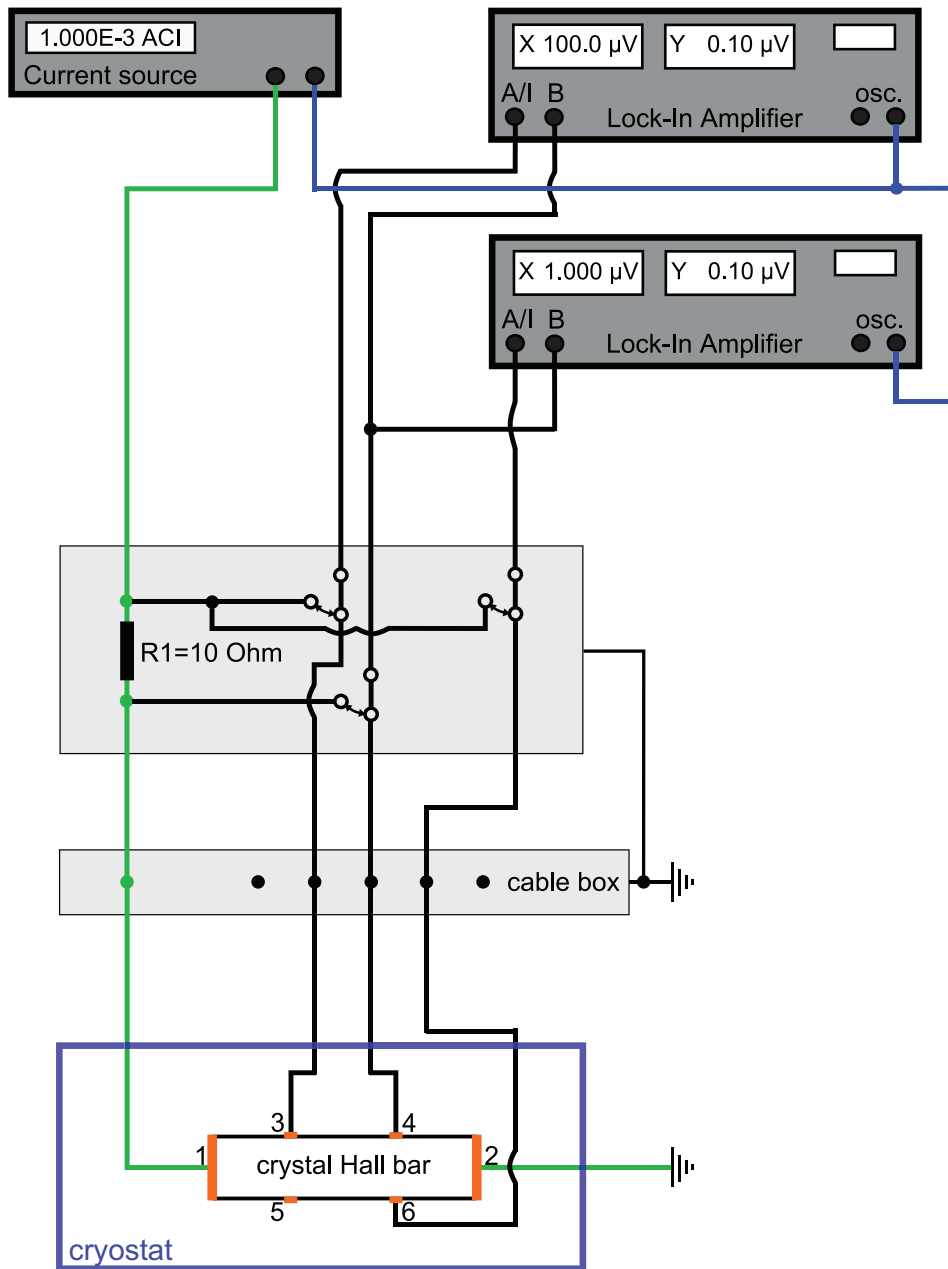 1.000E-3 ACI
Current source
X 100.0 µV
Y 0.10 µV
A/I B
osc.
Lock-In Amplifier
X 1.000 µV
Y 0.10 µV
A/I B
osc.
Lock-In Amplifier
R1=10 Ohm
cable box
3
4
1
crystal Hall bar
2
5
6
cryostat